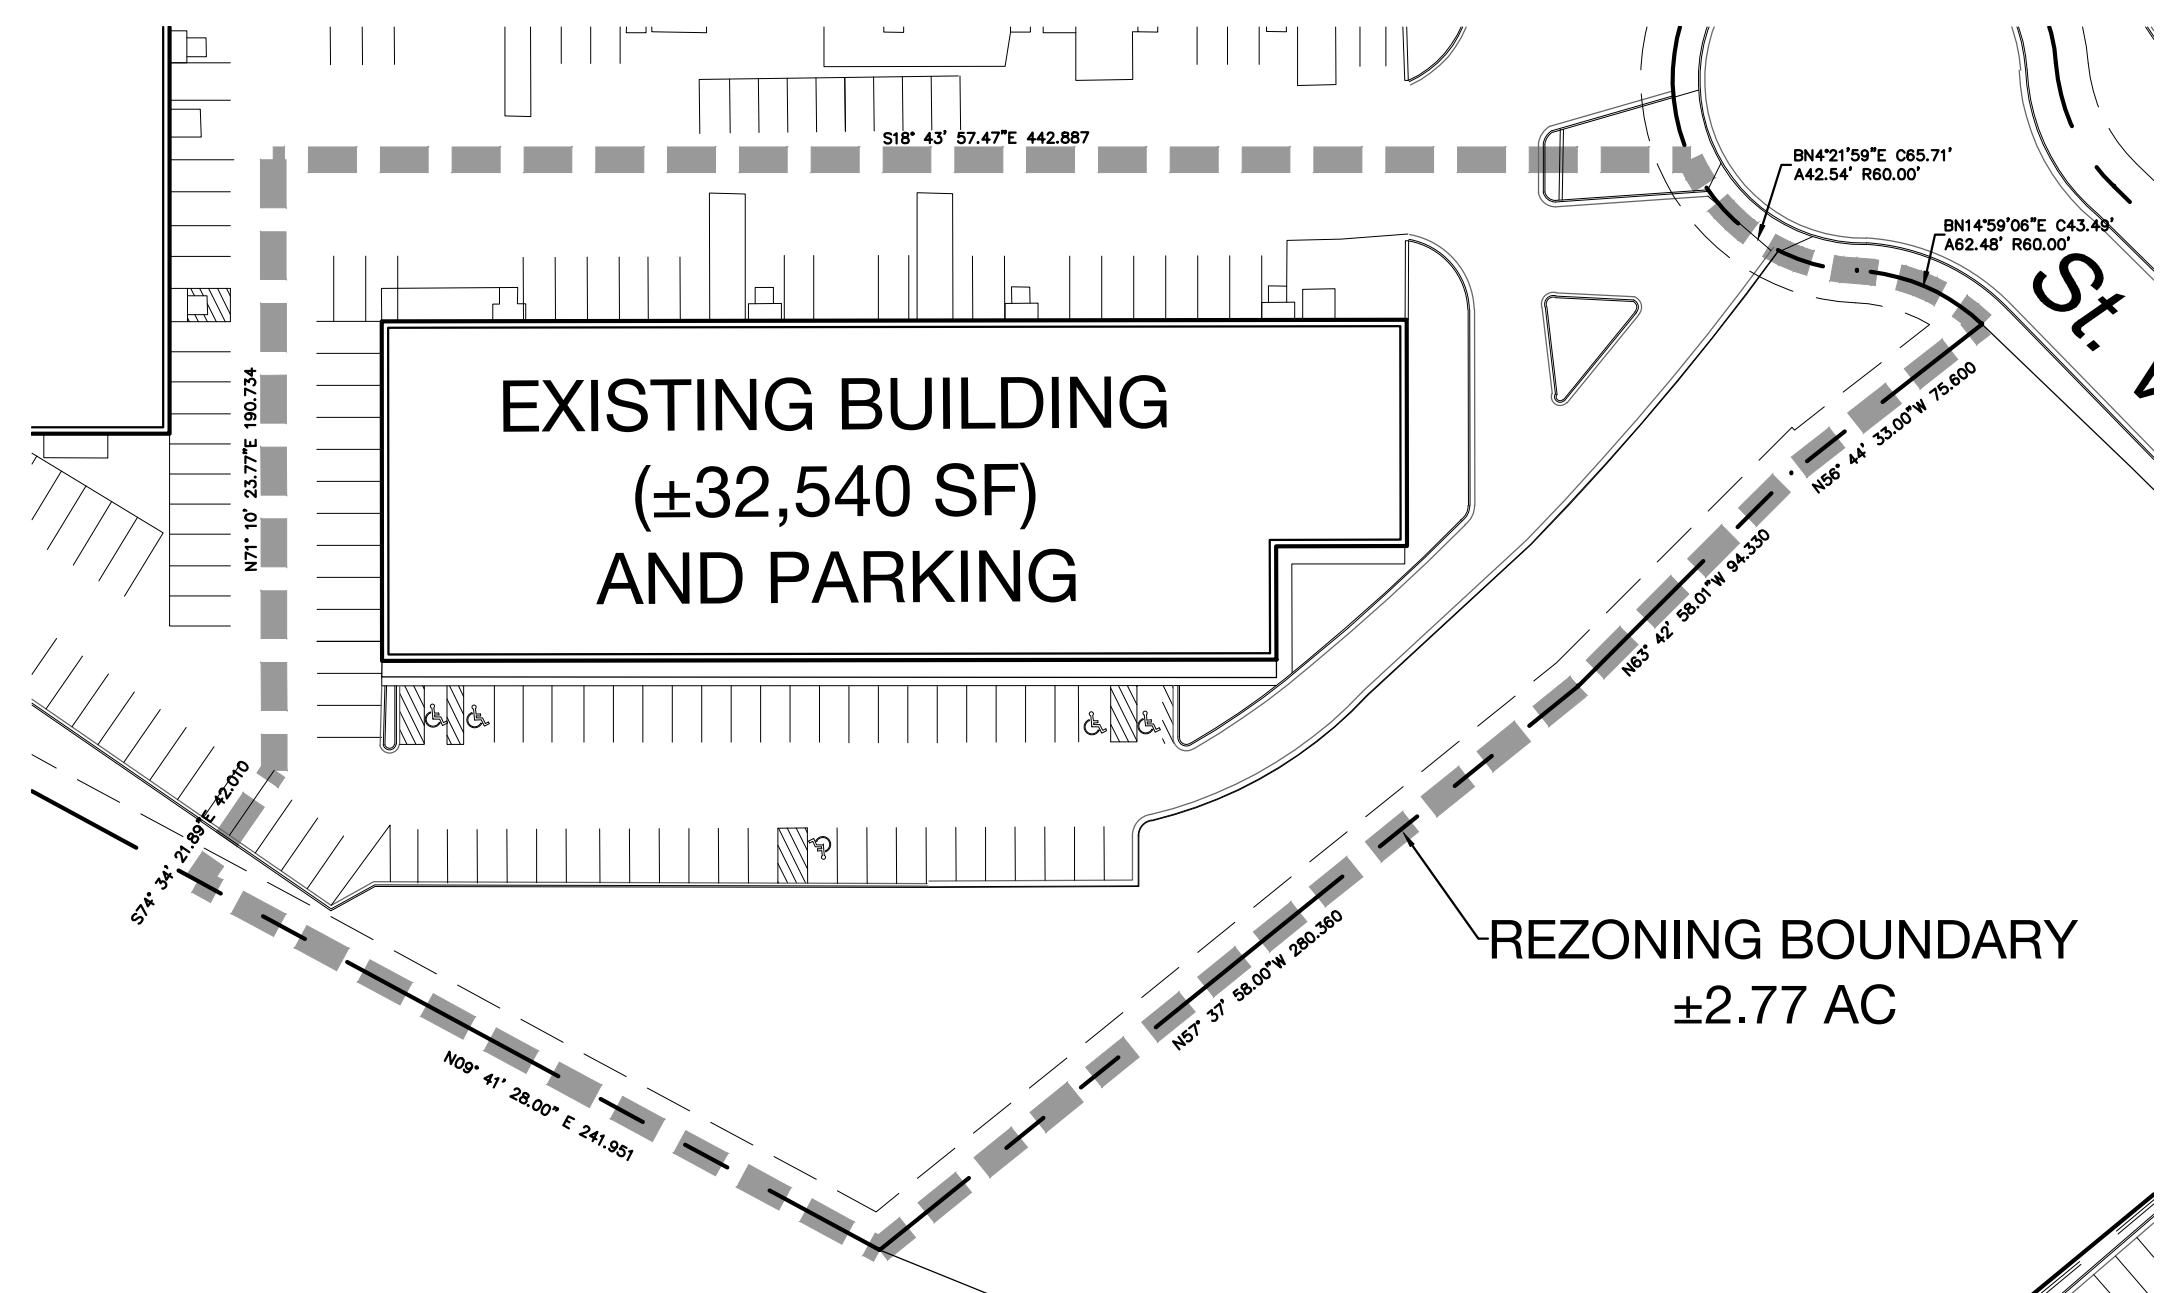 S18° 43' 57.47"E 442.887
BN4°21'59"E C65.71'
A42.54' R60.00'
BN14°59'06"E C43.49'
A62.48' R60.00'
St.
N71° 10' 23.77"E 190.734
EXISTING BUILDING
(±32,540 SF)
AND PARKING
N56° 44' 33.00"W 75.600
N63° 42' 58.01"W 94.330
S74° 34' 21.89"E 42.010
REZONING BOUNDARY
±2.77 AC
N57° 37' 58.00"W 280.360
N09° 41' 28.00" E 241.951